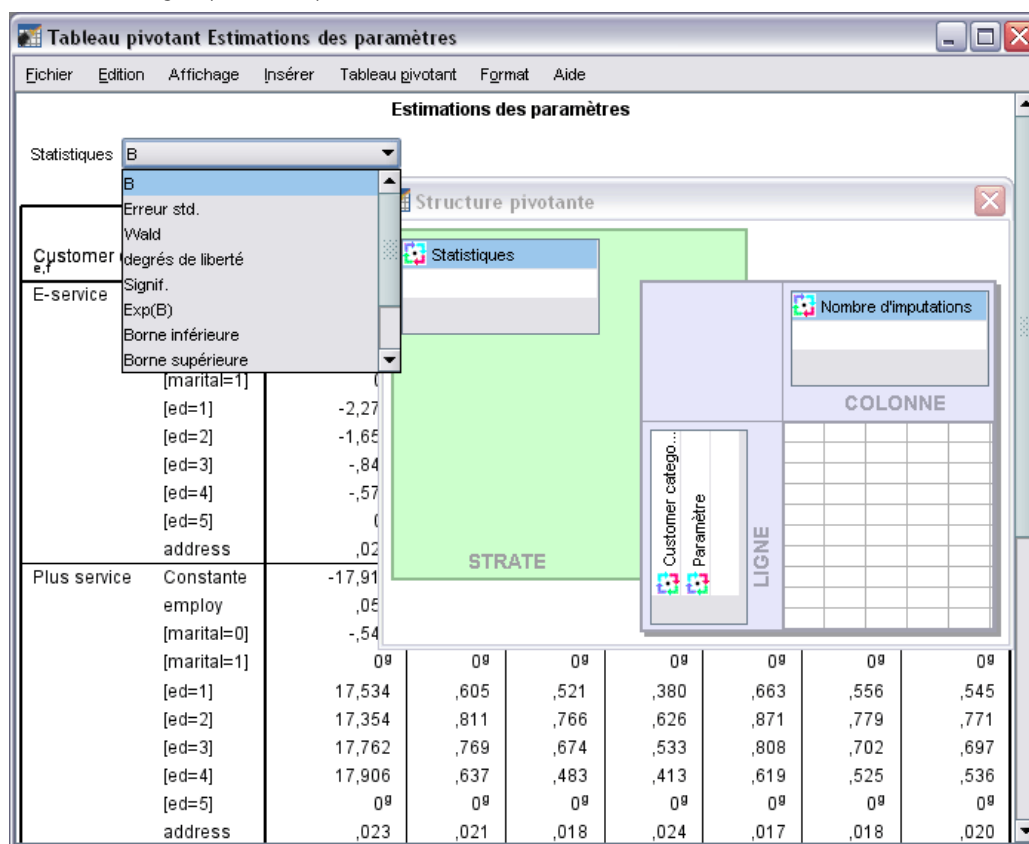 Tableau pivotant Estimations des paramètres
Fichier Edition Affichage Insérer Tableau pivotant Format Aide
Estimations des paramètres
Statistiques B
B
Erreur std.
Wald
degrés de liberté
Signif.
Exp(B)
Borne inférieure
Borne supérieure
Structure pivotante
Statistiques
STRATE
Nombre d'imputations
COLONNE
Customer catego...
Paramètre
LIGNE
Customer
e,f
E-service
[marital=1]
[ed=1] -2,27
[ed=2] -1,65
[ed=3] -,84
[ed=4] -,57
[ed=5]
address ,02
Plus service Constante -17,91
employ ,05
[marital=0] -,54
[marital=1] 0g 0g 0g 0g 0g 0g 0g
[ed=1] 17,534 ,605 ,521 ,380 ,663 ,556 ,545
[ed=2] 17,354 ,811 ,766 ,626 ,871 ,779 ,771
[ed=3] 17,762 ,769 ,674 ,533 ,808 ,702 ,697
[ed=4] 17,906 ,637 ,483 ,413 ,619 ,525 ,536
[ed=5] 0g 0g 0g 0g 0g 0g 0g
address ,023 ,021 ,018 ,024 ,017 ,018 ,020